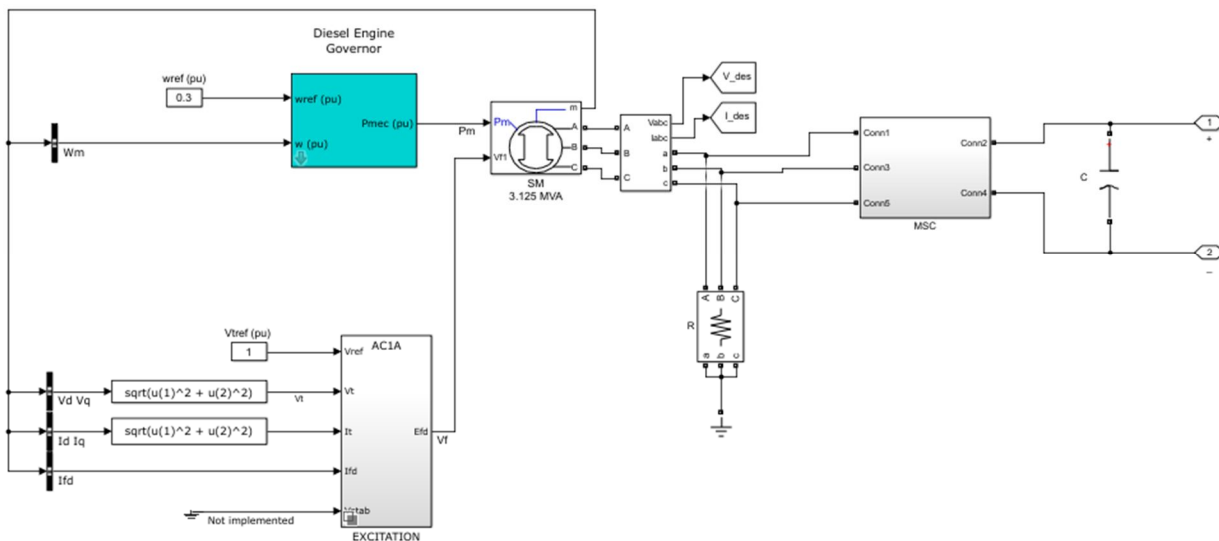 Diesel Engine
Governor
wref (pu)
0.3
wref (pu)
w (pu)
Pmec (pu)
Wm
Pm
Pm
Vf1
m
A
B
C
SM
3.125 MVA
A
B
C
Vabc
Iabc
a
b
c
V_des
I_des
Conn1
Conn3
Conn5
Conn2
Conn4
MSC
C
1
+
2
–
R
A B C
a b c
Vtref (pu)
1
AC1A
Vref
Vt
It
Ifd
Efd
Vf
sqrt(u(1)^2 + u(2)^2)
Vt
Vd Vq
sqrt(u(1)^2 + u(2)^2)
Id Iq
Ifd
Not implemented
EXCITATION